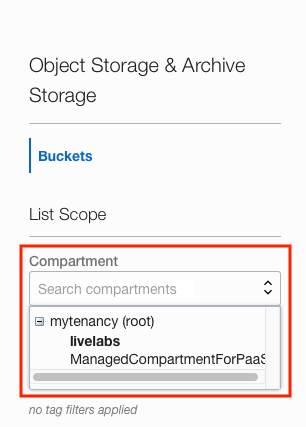 Object Storage & Archive
Storage
Buckets
List Scope
Compartment
Search compartments
mytenancy (root)
livelabs
ManagedCompartmentForPaaS
no tag filters applied